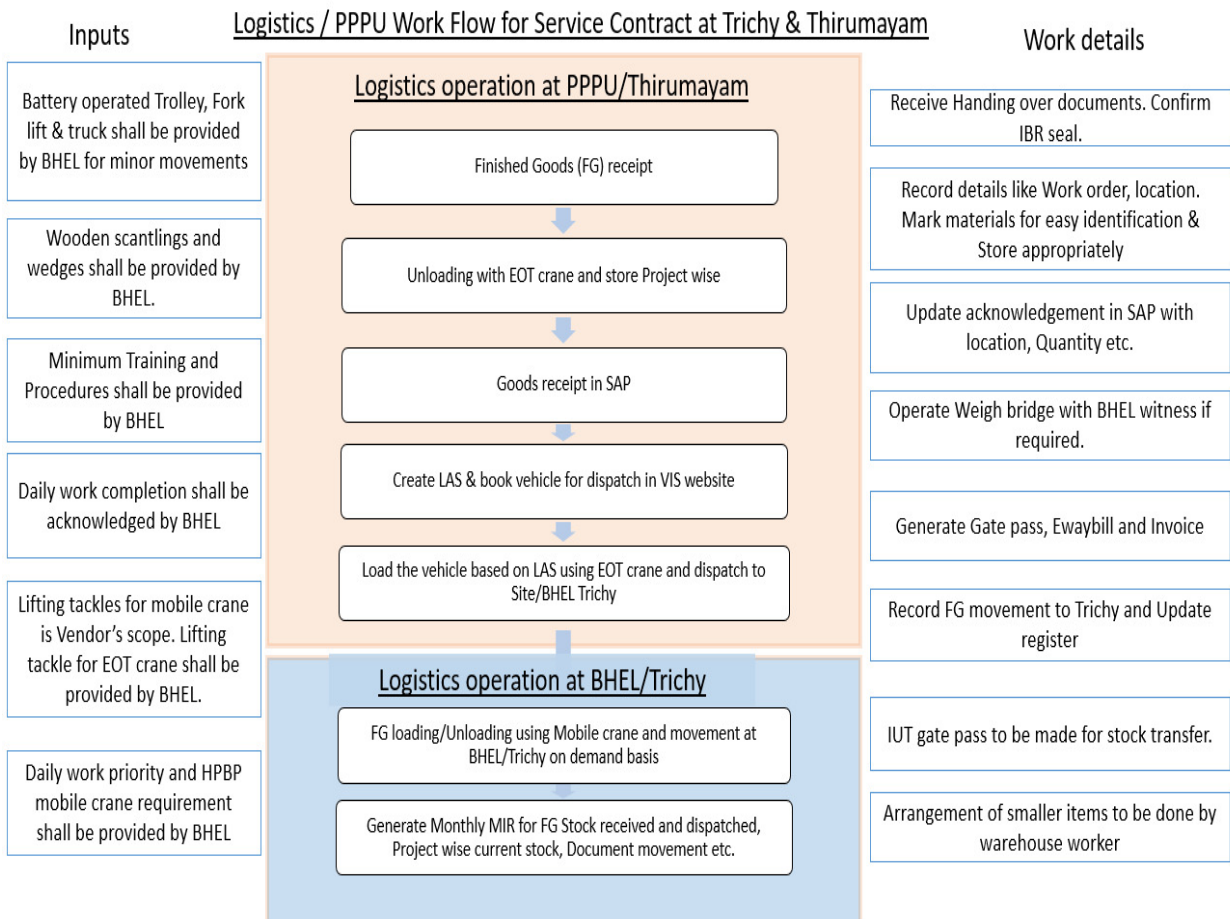 Logistics / PPPU Work Flow for Service Contract at Trichy & Thirumayam
Inputs
Battery operated Trolley, Fork
lift & truck shall be provided
by BHEL for minor movements
Wooden scantlings and
wedges shall be provided by
BHEL.
Minimum Training and
Procedures shall be provided
by BHEL
Daily work completion shall be
acknowledged by BHEL
Lifting tackles for mobile crane
is Vendor's scope. Lifting
tackle for EOT crane shall be
provided by BHEL.
Daily work priority and HPBP
mobile crane requirement
shall be provided by BHEL
Logistics operation at PPPU/Thirumayam
Finished Goods (FG) receipt
Unloading with EOT crane and store Project wise
Goods receipt in SAP
Create LAS & book vehicle for dispatch in VIS website
Load the vehicle based on LAS using EOT crane and dispatch to
Site/BHEL Trichy
Logistics operation at BHEL/Trichy
FG loading/Unloading using Mobile crane and movement at
BHEL/Trichy on demand basis
Generate Monthly MIR for FG Stock received and dispatched,
Project wise current stock, Document movement etc.
Work details
Receive Handing over documents. Confirm
IBR seal.
Record details like Work order, location.
Mark materials for easy identification &
Store appropriately
Update acknowledgement in SAP with
location, Quantity etc.
Operate Weigh bridge with BHEL witness if
required.
Generate Gate pass, Ewaybill and Invoice
Record FG movement to Trichy and Update
register
IUT gate pass to be made for stock transfer.
Arrangement of smaller items to be done by
warehouse worker